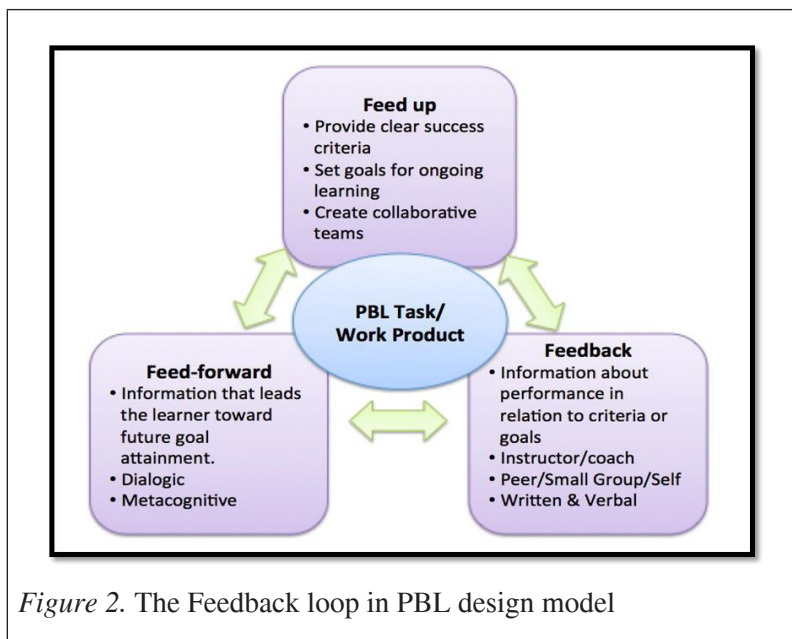 Feed up
• Provide clear success
criteria
• Set goals for ongoing
learning
• Create collaborative
teams
PBL Task/
Work Product
Feed-forward
• Information that leads
the learner toward
future goal
attainment.
• Dialogic
• Metacognitive
Feedback
• Information about
performance in
relation to criteria or
goals
• Instructor/coach
• Peer/Small Group/Self
• Written & Verbal
Figure 2. The Feedback loop in PBL design model